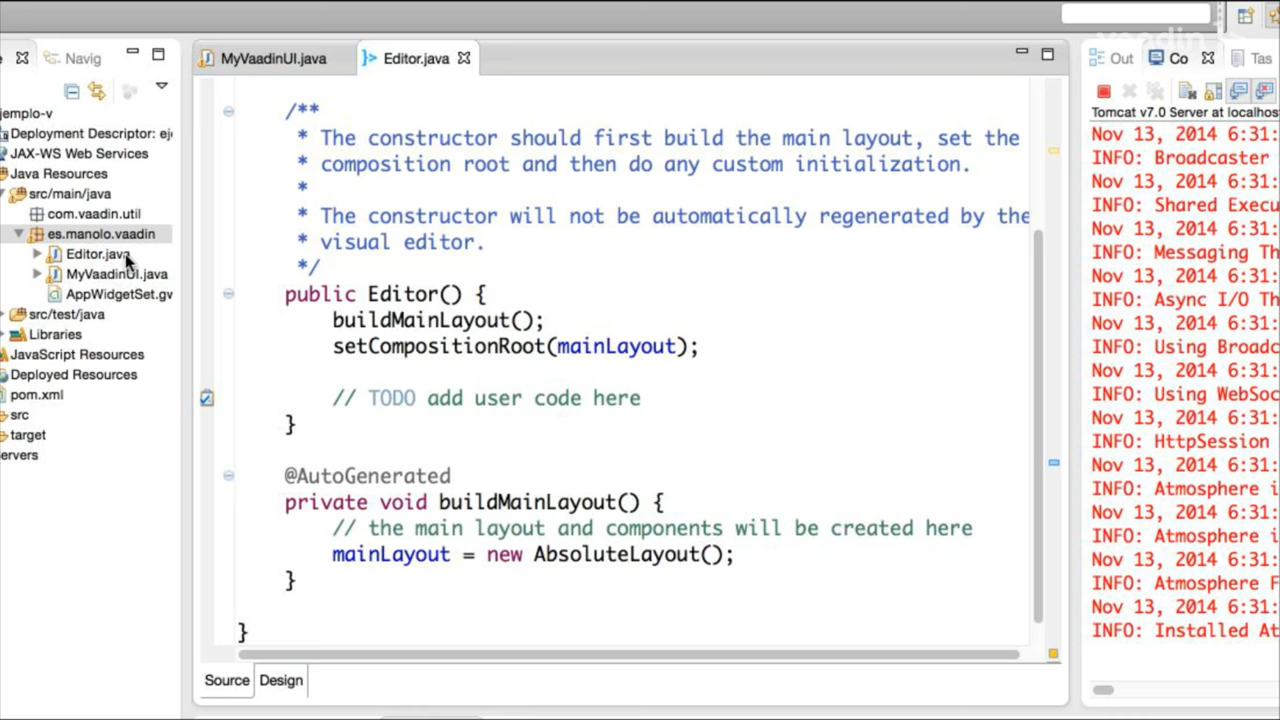 Navig
jemplo-v
Deployment Descriptor: ej
JAX-WS Web Services
Java Resources
src/main/java
com.vaadin.util
es.manolo.vaadin
Editor.java
MyVaadinUI.java
AppWidgetSet.gv
src/test/java
Libraries
JavaScript Resources
Deployed Resources
pom.xml
src
target
ervers
MyVaadinUI.java
Editor.java
/**
* The constructor should first build the main layout, set the
* composition root and then do any custom initialization.
*
* The constructor will not be automatically regenerated by the
* visual editor.
*/
public Editor() {
buildMainLayout();
setCompositionRoot(mainLayout);
// TODO add user code here
}
@AutoGenerated
private void buildMainLayout() {
// the main layout and components will be created here
mainLayout = new AbsoluteLayout();
}
}
Source Design
vaadin
Out Co Tas
Tomcat v7.0 Server at localhos
Nov 13, 2014 6:31:
INFO: Broadcaster
Nov 13, 2014 6:31:
INFO: Shared Execu
Nov 13, 2014 6:31:
INFO: Messaging Th
Nov 13, 2014 6:31:
INFO: Async I/O Th
Nov 13, 2014 6:31:
INFO: Using Broadc
Nov 13, 2014 6:31:
INFO: Using WebSoc
Nov 13, 2014 6:31:
INFO: HttpSession
Nov 13, 2014 6:31:
INFO: Atmosphere i
Nov 13, 2014 6:31:
INFO: Atmosphere i
Nov 13, 2014 6:31:
INFO: Atmosphere F
Nov 13, 2014 6:31:
INFO: Installed At